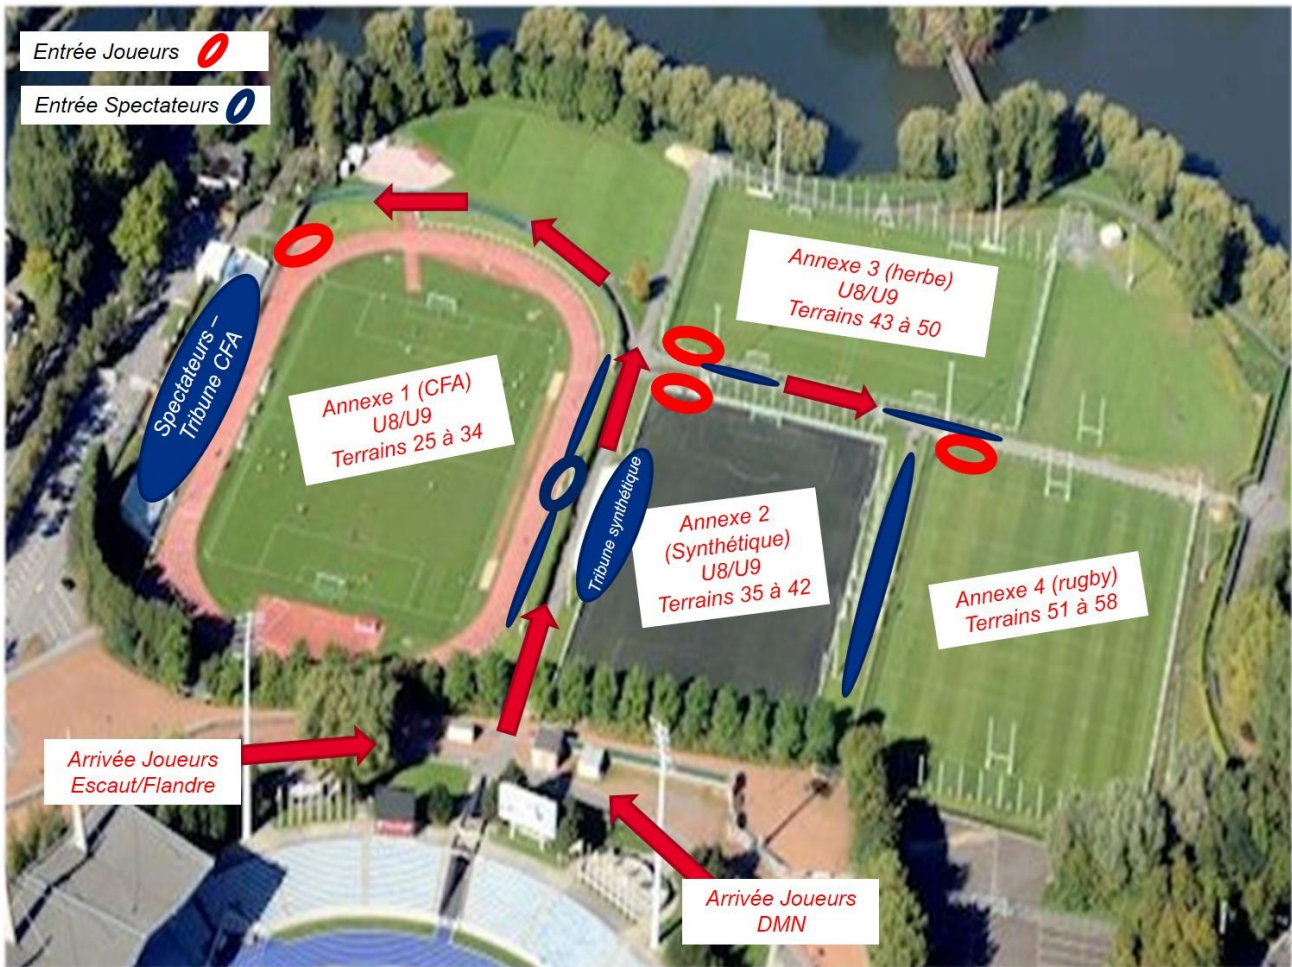 Entrée Joueurs
Entrée Spectateurs
Annexe 3 (herbe)
U8/U9
Terrains 43 à 50
Spectateurs –
Tribune CFA
Annexe 1 (CFA)
U8/U9
Terrains 25 à 34
Tribune synthétique
Annexe 2
(Synthétique)
U8/U9
Terrains 35 à 42
Annexe 4 (rugby)
Terrains 51 à 58
Arrivée Joueurs
Escaut/Flandre
Arrivée Joueurs
DMN